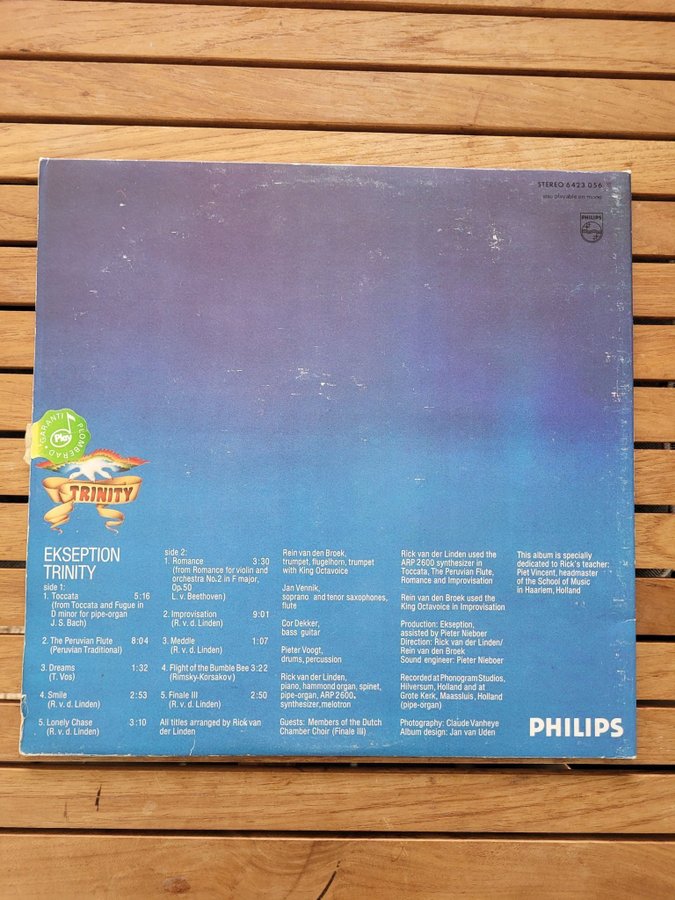 STEREO 6423 056
also playable on mono
PHILIPS
GARANTI PLOMBERAD
Play
TRINITY
EKSEPTION
TRINITY
side 1:
1. Toccata 5:16
(from Toccata and Fugue in
D minor for pipe-organ
J. S. Bach)
2. The Peruvian Flute 8:04
(Peruvian Traditional)
3. Dreams 1:32
(T. Vos)
4. Smile 2:53
(R. v. d. Linden)
5. Lonely Chase 3:10
(R. v. d. Linden)
side 2:
1. Romance 3:30
(from Romance for violin and
orchestra No.2 in F major,
Op.50
L. v. Beethoven)
2. Improvisation 9:01
(R. v. d. Linden)
3. Meddle 1:07
(R. v. d. Linden)
4. Flight of the Bumble Bee 3:22
(Rimsky-Korsakov)
5. Finale III 2:50
(R. v. d. Linden)
All titles arranged by Rick van
der Linden
Rein van den Broek,
trumpet, flugelhorn, trumpet
with King Octavoice
Jan Vennik,
soprano and tenor saxophones,
flute
Cor Dekker,
bass guitar
Pieter Voogt,
drums, percussion
Rick van der Linden,
piano, hammond organ, spinet,
pipe-organ, ARP 2600,
synthesizer, melotron
Guests: Members of the Dutch
Chamber Choir (Finale III)
Rick van der Linden used the
ARP 2600 synthesizer in
Toccata, The Peruvian Flute,
Romance and Improvisation
Rein van den Broek used the
King Octavoice in Improvisation
Production: Ekseption,
assisted by Pieter Nieboer
Direction: Rick van der Linden/
Rein van den Broek
Sound engineer: Pieter Nieboer
Recorded at Phonogram Studios,
Hilversum, Holland and at
Grote Kerk, Maassluis, Holland
(pipe-organ)
Photography: Claude Vanheye
Album design: Jan van Uden
This album is specially
dedicated to Rick's teacher:
Piet Vincent, headmaster
of the School of Music
in Haarlem, Holland
PHILIPS